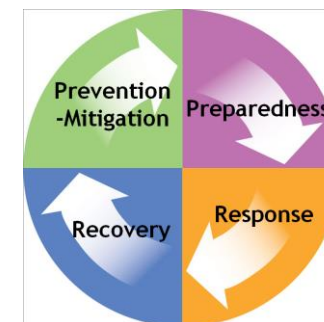 Prevention
-Mitigation
Preparedness
Response
Recovery